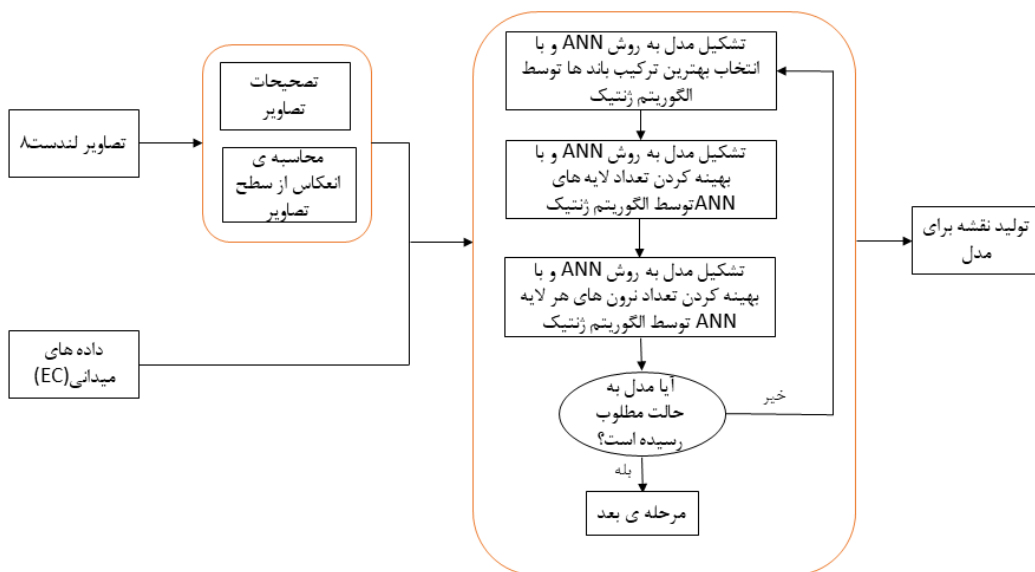 تصاویر لندست۸
تصحیحات
تصاویر
محاسبه ی
انعکاس از سطح
تصاویر
داده های
میدانی(EC)
تشکیل مدل به روش ANN و با
انتخاب بهترین ترکیب باند ها توسط
الگوریتم ژنتیک
تشکیل مدل به روش ANN و با
بهینه کردن تعداد لایه های
ANNتوسط الگوریتم ژنتیک
تشکیل مدل به روش ANN و با
بهینه کردن تعداد نرون های هر لایه
ANN توسط الگوریتم ژنتیک
آیا مدل به
حالت مطلوب
رسیده است؟
خیر
بله
مرحله ی بعد
تولید نقشه برای
مدل